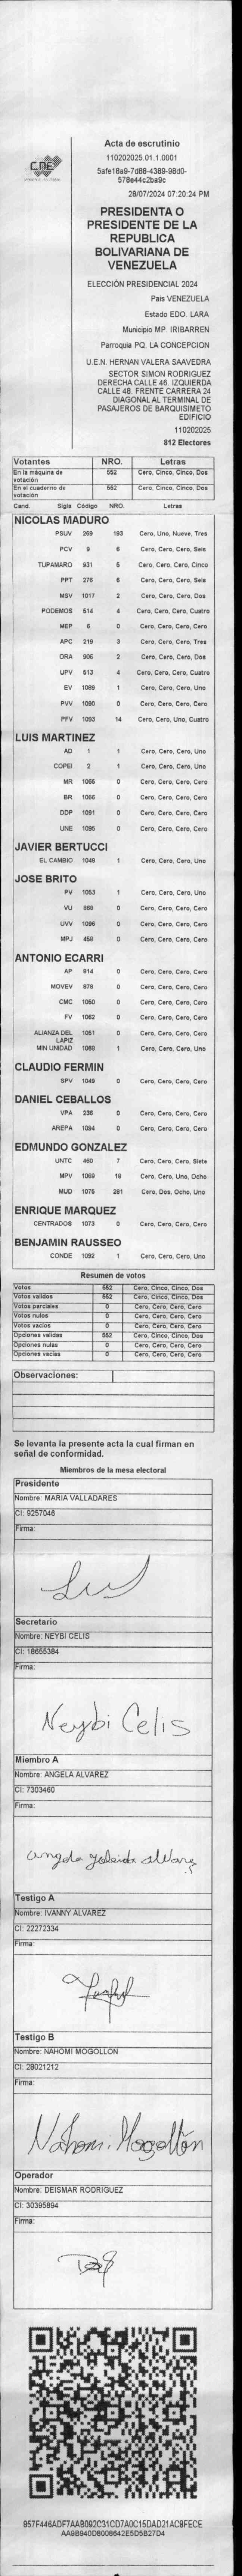 CNE
Acta de escrutinio
110202025.01.1.0001
5afe18a9-7d88-4389-98d0-
578e44c2ba9c
28/07/2024 07:20:24 PM
PRESIDENTA O
PRESIDENTE DE LA
REPUBLICA
BOLIVARIANA DE
VENEZUELA
ELECCIÓN PRESIDENCIAL 2024
Pais VENEZUELA
Estado EDO. LARA
Municipio MP. IRIBARREN
Parroquia PQ. LA CONCEPCION
U.E.N. HERNAN VALERA SAAVEDRA
SECTOR SIMON RODRIGUEZ
DERECHA CALLE 46. IZQUIERDA
CALLE 48. FRENTE CARRERA 24
DIAGONAL AL TERMINAL DE
PASAJEROS DE BARQUISIMETO
EDIFICIO
110202025
812 Electores
Votantes NRO. Letras
En la máquina de votación 552 Cero, Cinco, Cinco, Dos
En el cuaderno de votación 552 Cero, Cinco, Cinco, Dos
Cand. Sigla Código NRO. Letras
NICOLAS MADURO
PSUV 269 193 Cero, Uno, Nueve, Tres
PCV 9 6 Cero, Cero, Cero, Seis
TUPAMARO 931 5 Cero, Cero, Cero, Cinco
PPT 276 6 Cero, Cero, Cero, Seis
MSV 1017 2 Cero, Cero, Cero, Dos
PODEMOS 514 4 Cero, Cero, Cero, Cuatro
MEP 6 0 Cero, Cero, Cero, Cero
APC 219 3 Cero, Cero, Cero, Tres
ORA 906 2 Cero, Cero, Cero, Dos
UPV 513 4 Cero, Cero, Cero, Cuatro
EV 1089 1 Cero, Cero, Cero, Uno
PVV 1090 0 Cero, Cero, Cero, Cero
PFV 1093 14 Cero, Cero, Uno, Cuatro
LUIS MARTINEZ
AD 1 1 Cero, Cero, Cero, Uno
COPEI 2 1 Cero, Cero, Cero, Uno
MR 1065 0 Cero, Cero, Cero, Cero
BR 1066 0 Cero, Cero, Cero, Cero
DDP 1091 0 Cero, Cero, Cero, Cero
UNE 1095 0 Cero, Cero, Cero, Cero
JAVIER BERTUCCI
EL CAMBIO 1048 1 Cero, Cero, Cero, Uno
JOSE BRITO
PV 1053 1 Cero, Cero, Cero, Uno
VU 868 0 Cero, Cero, Cero, Cero
UVV 1096 0 Cero, Cero, Cero, Cero
MPJ 458 0 Cero, Cero, Cero, Cero
ANTONIO ECARRI
AP 914 0 Cero, Cero, Cero, Cero
MOVEV 978 0 Cero, Cero, Cero, Cero
CMC 1050 0 Cero, Cero, Cero, Cero
FV 1062 0 Cero, Cero, Cero, Cero
ALIANZA DEL LAPIZ 1051 0 Cero, Cero, Cero, Cero
MIN UNIDAD 1069 1 Cero, Cero, Cero, Uno
CLAUDIO FERMIN
SPV 1049 0 Cero, Cero, Cero, Cero
DANIEL CEBALLOS
VPA 236 0 Cero, Cero, Cero, Cero
AREPA 1094 0 Cero, Cero, Cero, Cero
EDMUNDO GONZALEZ
UNTC 460 7 Cero, Cero, Cero, Siete
MPV 1069 18 Cero, Cero, Uno, Ocho
MUD 1075 281 Cero, Dos, Ocho, Uno
ENRIQUE MARQUEZ
CENTRADOS 1073 0 Cero, Cero, Cero, Cero
BENJAMIN RAUSSEO
CONDE 1092 1 Cero, Cero, Cero, Uno
Resumen de votos
Votos 552 Cero, Cinco, Cinco, Dos
Votos validos 552 Cero, Cinco, Cinco, Dos
Votos parciales 0 Cero, Cero, Cero, Cero
Votos nulos 0 Cero, Cero, Cero, Cero
Votos vacios 0 Cero, Cero, Cero, Cero
Opciones validas 552 Cero, Cinco, Cinco, Dos
Opciones nulas 0 Cero, Cero, Cero, Cero
Opciones vacias 0 Cero, Cero, Cero, Cero
Observaciones:
Se levanta la presente acta la cual firman en
señal de conformidad.
Miembros de la mesa electoral
Presidente
Nombre: MARIA VALLADARES
CI: 9257046
Firma:
Secretario
Nombre: NEYBI CELIS
CI: 18655384
Firma:
Neybi Celis
Miembro A
Nombre: ANGELA ALVAREZ
CI: 7303460
Firma:
Testigo A
Nombre: IVANNY ALVAREZ
CI: 22272334
Firma:
Testigo B
Nombre: NAHOMI MOGOLLON
CI: 28021212
Firma:
Nahomi Mogollón
Operador
Nombre: DEISMAR RODRIGUEZ
CI: 30395894
Firma:
857F446ADF7AAB092C31CD7A0C15DAD21ACBFECE
AA9B940D8008642E5D5B27D4